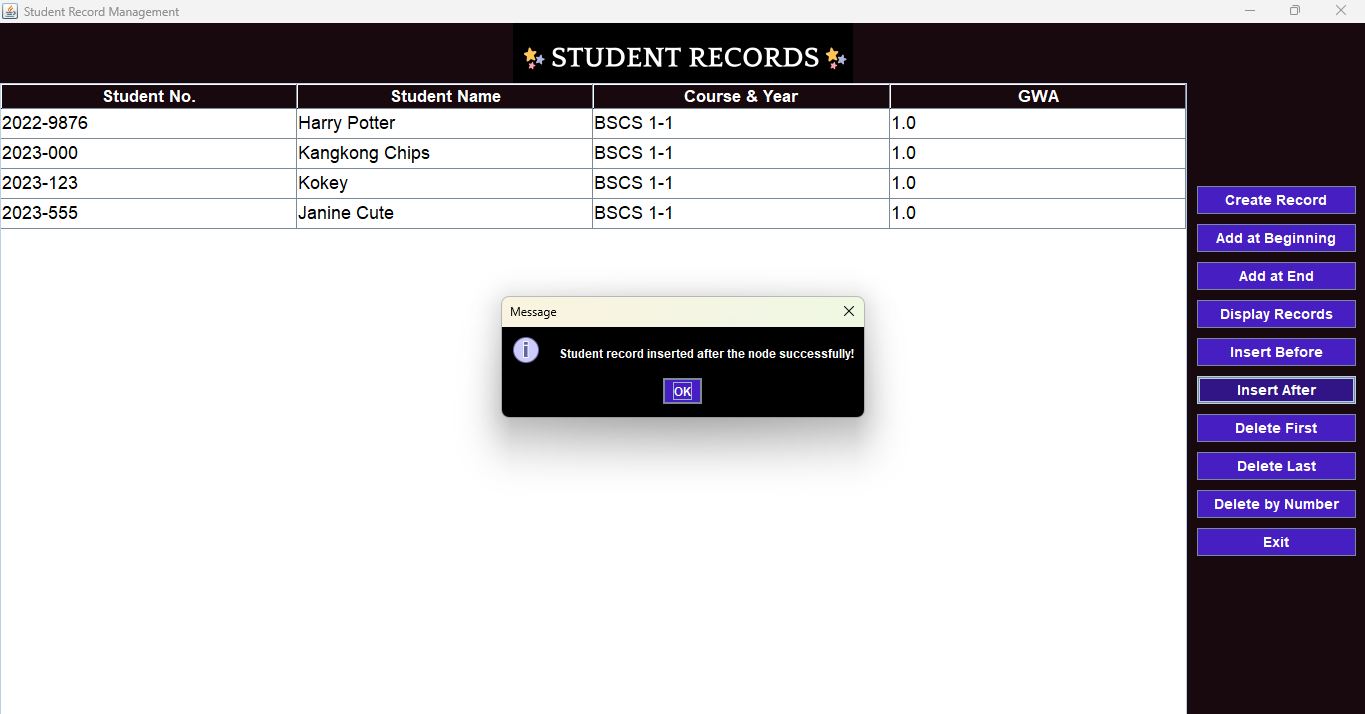 Student Record Management
STUDENT RECORDS
Student No. Student Name Course & Year GWA
2022-9876 Harry Potter BSCS 1-1 1.0
2023-000 Kangkong Chips BSCS 1-1 1.0
2023-123 Kokey BSCS 1-1 1.0
2023-555 Janine Cute BSCS 1-1 1.0
Message
Student record inserted after the node successfully!
OK
Create Record
Add at Beginning
Add at End
Display Records
Insert Before
Insert After
Delete First
Delete Last
Delete by Number
Exit